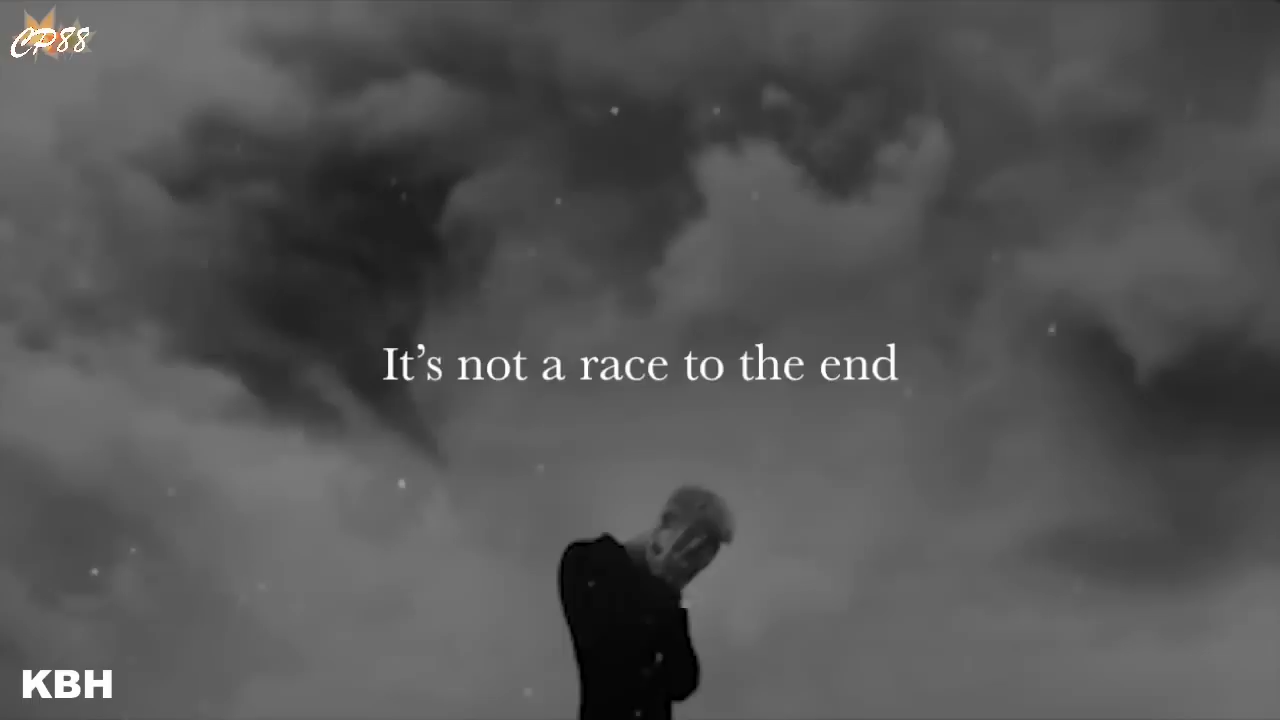 CP88
It’s not a race to the end
KBH